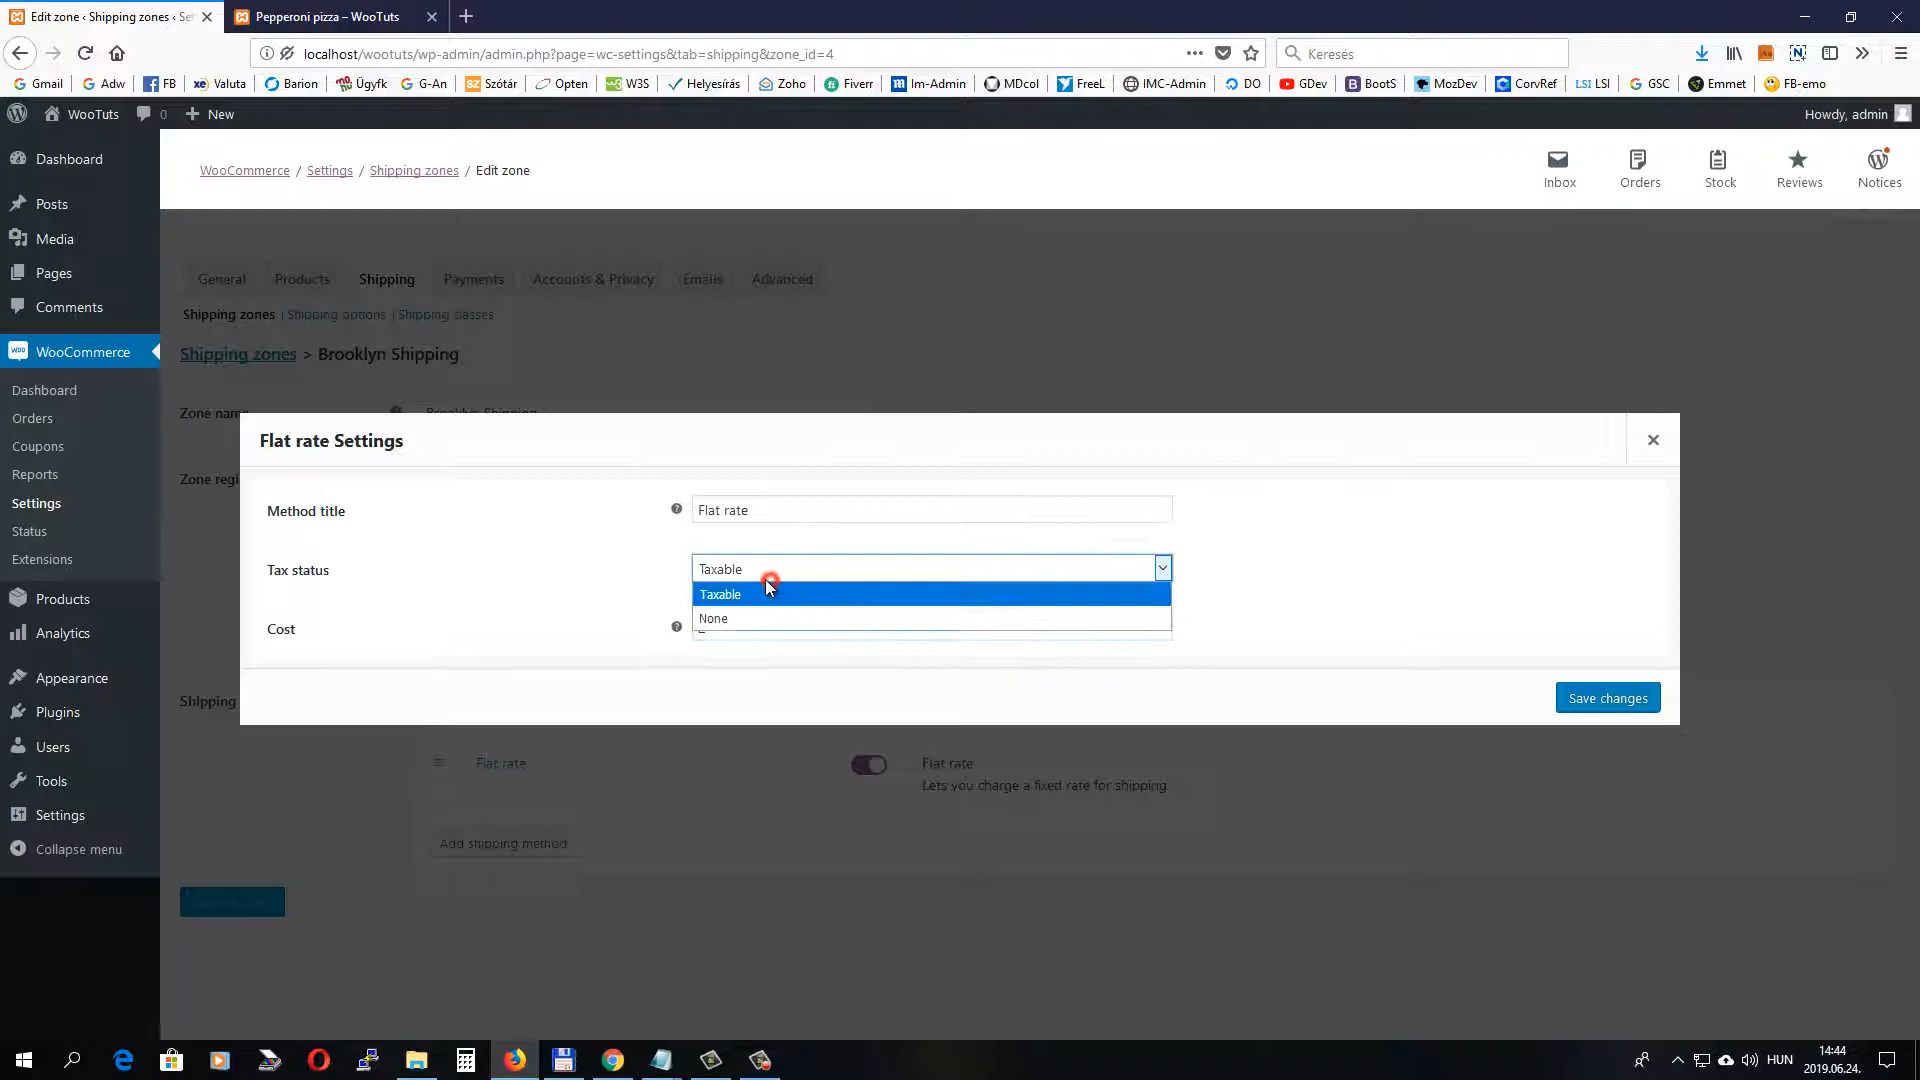 Edit zone ‹ Shipping zones ‹ Se
Pepperoni pizza – WooTuts
localhost/wootuts/wp-admin/admin.php?page=wc-settings&tab=shipping&zone_id=4
Keresés
Gmail
Adw
FB
Valuta
Barion
Ügyfk
G-An
Szótár
Opten
W3S
Helyesírás
Zoho
Fiverr
Im-Admin
MDcol
FreeL
IMC-Admin
DO
GDev
BootS
MozDev
CorvRef
LSI LSI
GSC
Emmet
FB-emo
WooTuts
0
New
Howdy, admin
Dashboard
Posts
Media
Pages
Comments
WooCommerce
Dashboard
Orders
Coupons
Reports
Settings
Status
Extensions
Products
Analytics
Appearance
Plugins
Users
Tools
Settings
Collapse menu
WooCommerce / Settings / Shipping zones / Edit zone
Inbox
Orders
Stock
Reviews
Notices
General
Products
Shipping
Payments
Accounts & Privacy
Emails
Advanced
Shipping zones | Shipping options | Shipping classes
Shipping zones > Brooklyn Shipping
Zone name
Brooklyn Shipping
Zone regi
Shipping
Flat rate Settings
Method title
Flat rate
Tax status
Taxable
Taxable
None
Cost
Save changes
Flat rate
Flat rate
Lets you charge a fixed rate for shipping.
Add shipping method
HUN
14:44
2019.06.24.